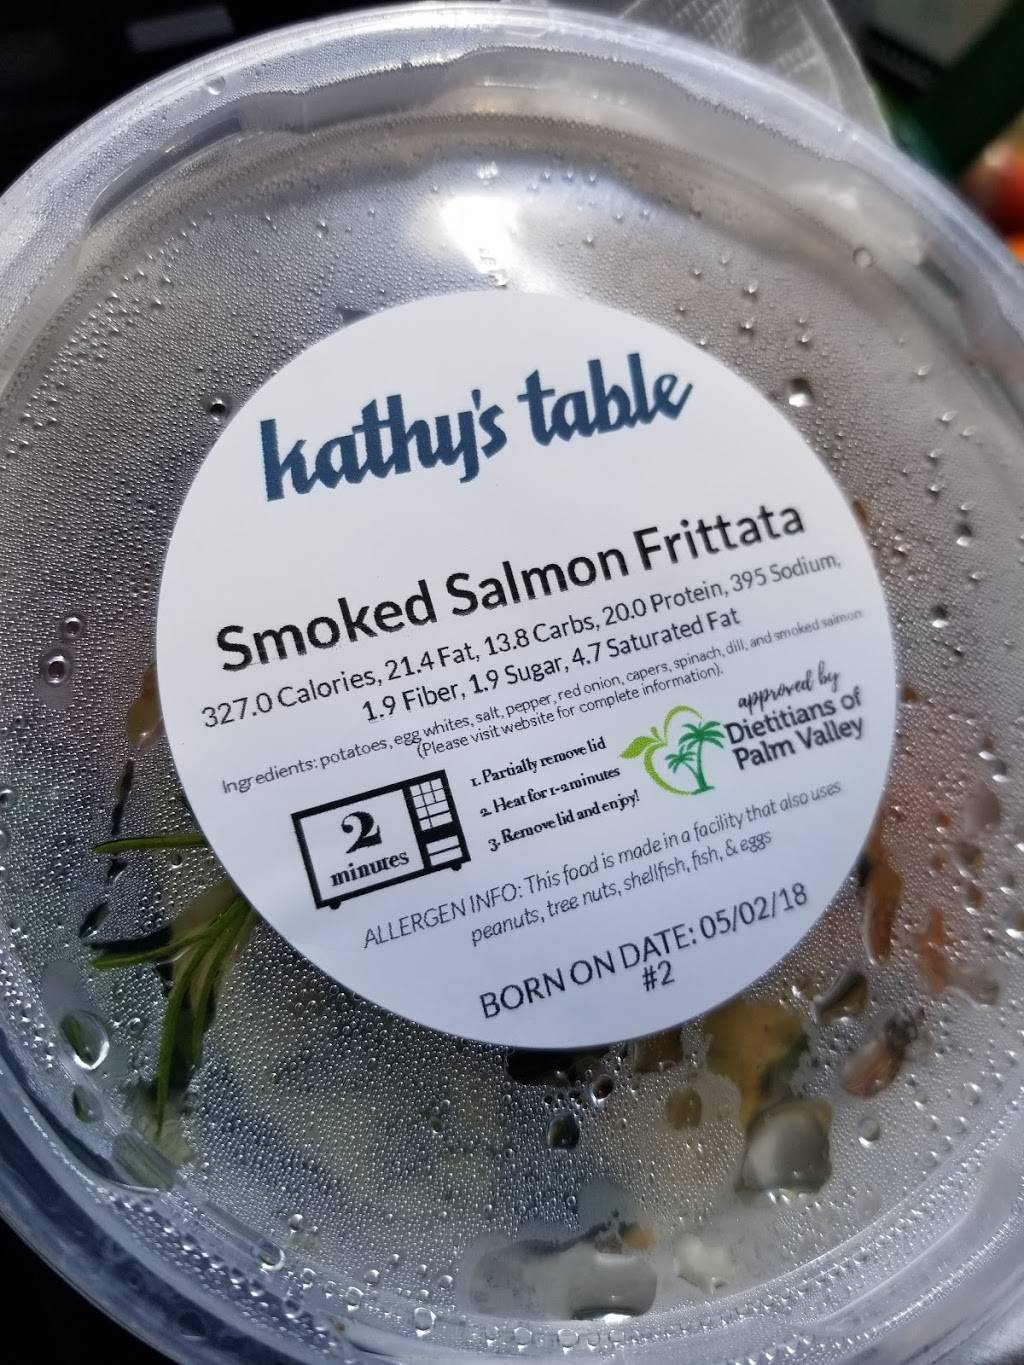 kathy's table
Smoked Salmon Frittata
327.0 Calories, 21.4 Fat, 13.8 Carbs, 20.0 Protein, 395 Sodium,
1.9 Fiber, 1.9 Sugar, 4.7 Saturated Fat
Ingredients: potatoes, egg whites, salt, pepper, red onion, capers, spinach, dill, and smoked salmon
(Please visit website for complete information).
2
minutes
1. Partially remove lid
2. Heat for 1-2 minutes
3. Remove lid and enjoy!
approved by
Dietitians of
Palm Valley
ALLERGEN INFO: This food is made in a facility that also uses
peanuts, tree nuts, shellfish, fish, & eggs
BORN ON DATE: 05/02/18
#2